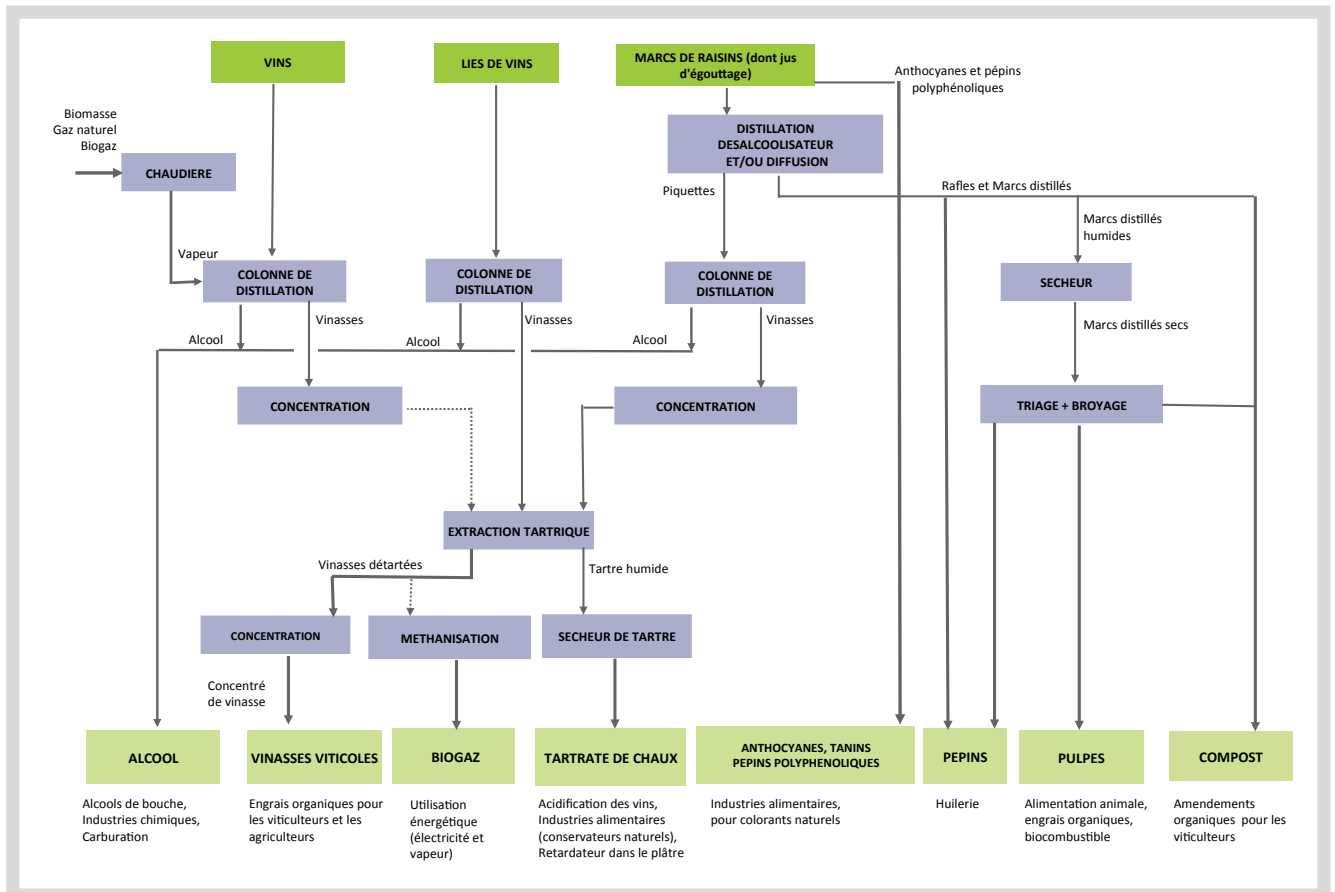 VINS
LIES DE VINS
MARCS DE RAISINS (dont jus
d'égouttage)
Anthocyanes et pépins
polyphénoliques
Biomasse
Gaz naturel
Biogaz
CHAUDIERE
DISTILLATION
DESALCOOLISATEUR
ET/OU DIFFUSION
Piquettes
Rafles et Marcs distillés
Marcs distillés
humides
Vapeur
COLONNE DE
DISTILLATION
COLONNE DE
DISTILLATION
COLONNE DE
DISTILLATION
SECHEUR
Vinasses
Vinasses
Vinasses
Marcs distillés secs
Alcool
Alcool
Alcool
CONCENTRATION
CONCENTRATION
TRIAGE + BROYAGE
EXTRACTION TARTRIQUE
Vinasses détartées
Tartre humide
CONCENTRATION
METHANISATION
SECHEUR DE TARTRE
Concentré
de vinasse
ALCOOL
VINASSES VITICOLES
BIOGAZ
TARTRATE DE CHAUX
ANTHOCYANES, TANINS
PEPINS POLYPHENOLIQUES
PEPINS
PULPES
COMPOST
Alcools de bouche,
Industries chimiques,
Carburation
Engrais organiques pour
les viticulteurs et les
agriculteurs
Utilisation
énergétique
(électricité et
vapeur)
Acidification des vins,
Industries alimentaires
(conservateurs naturels),
Retardateur dans le plâtre
Industries alimentaires,
pour colorants naturels
Huilerie
Alimentation animale,
engrais organiques,
biocombustible
Amendements
organiques pour les
viticulteurs